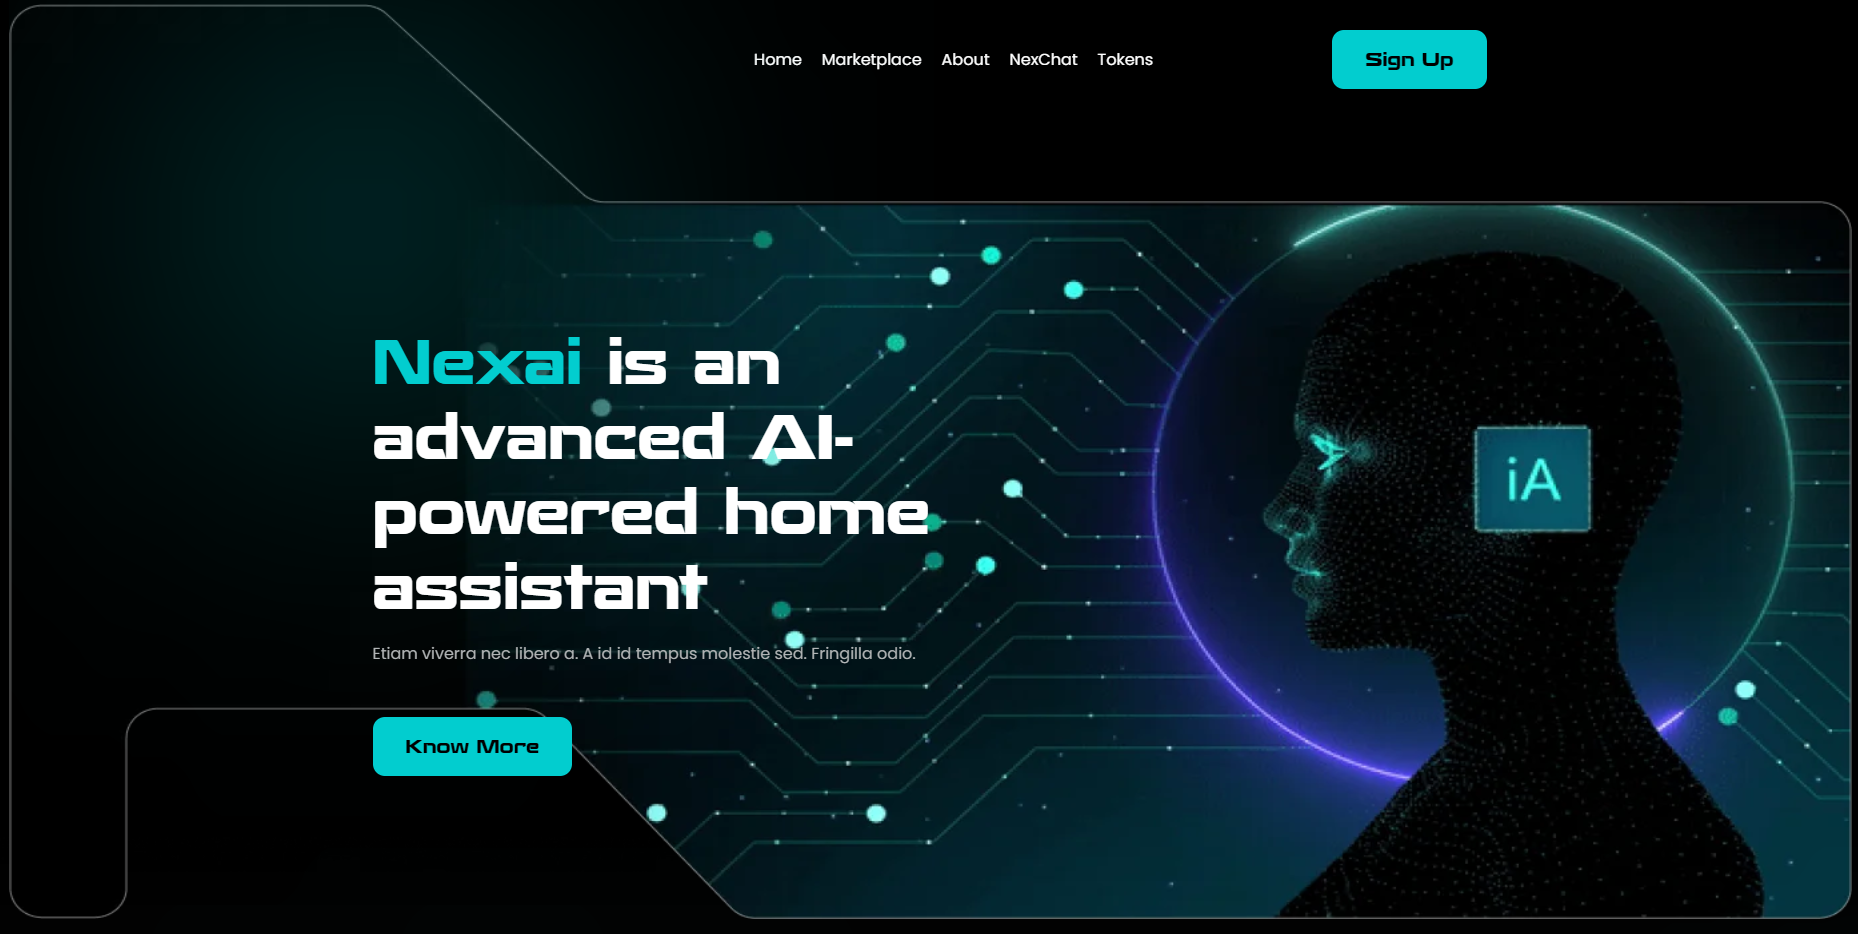 Home Marketplace About NexChat Tokens
Sign Up
Nexai is an
advanced AI-
powered home
assistant
iA
Etiam viverra nec libero a. A id id tempus molestie sed. Fringilla odio.
Know More